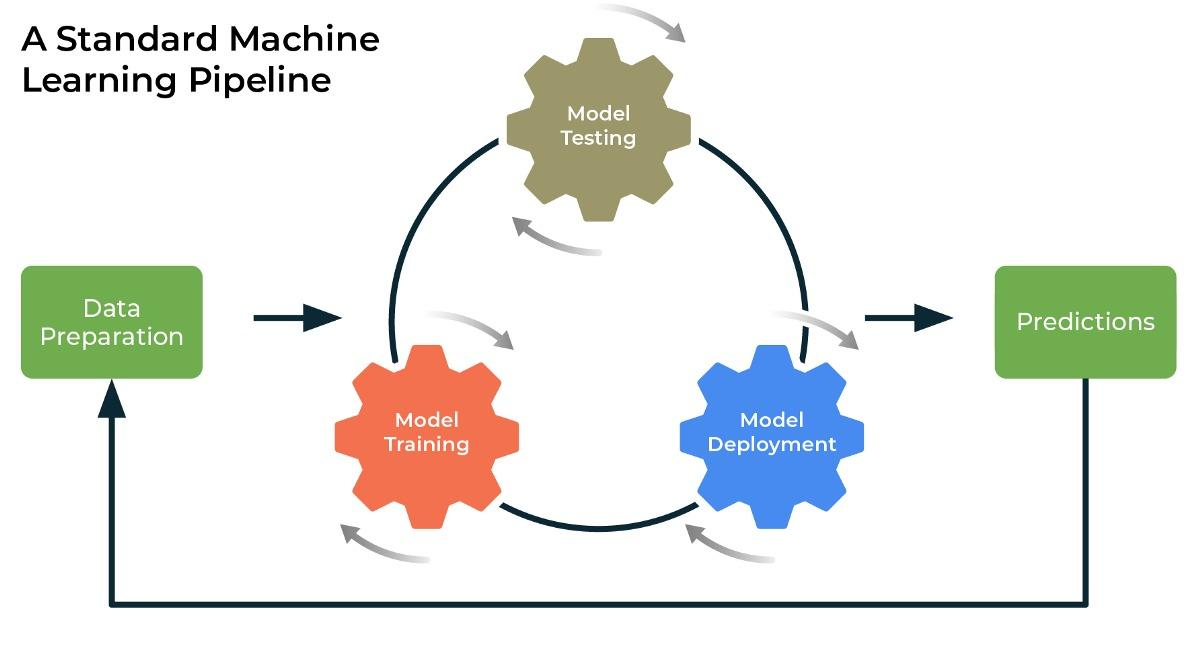 A Standard Machine
Learning Pipeline
Model
Testing
Data
Preparation
Predictions
Model
Training
Model
Deployment